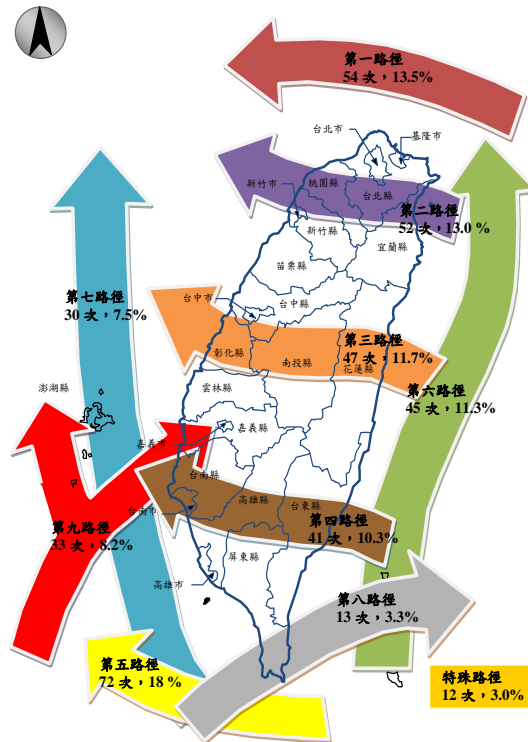 第一路徑
54 次，13.5%
台北市
基隆市
新竹市
桃園縣
台北縣
第二路徑
52 次，13.0 %
新竹縣
宜蘭縣
苗栗縣
第七路徑
30 次，7.5%
台中市
台中縣
第三路徑
47 次，11.7%
彰化縣
南投縣
花蓮縣
第六路徑
45 次，11.3%
澎湖縣
雲林縣
嘉義市
嘉義縣
台南縣
第九路徑
33 次，8.2%
台南市
高雄縣
台東縣
第四路徑
41 次，10.3%
屏東縣
高雄市
第八路徑
13 次，3.3%
第五路徑
72 次，18 %
特殊路徑
12 次，3.0%